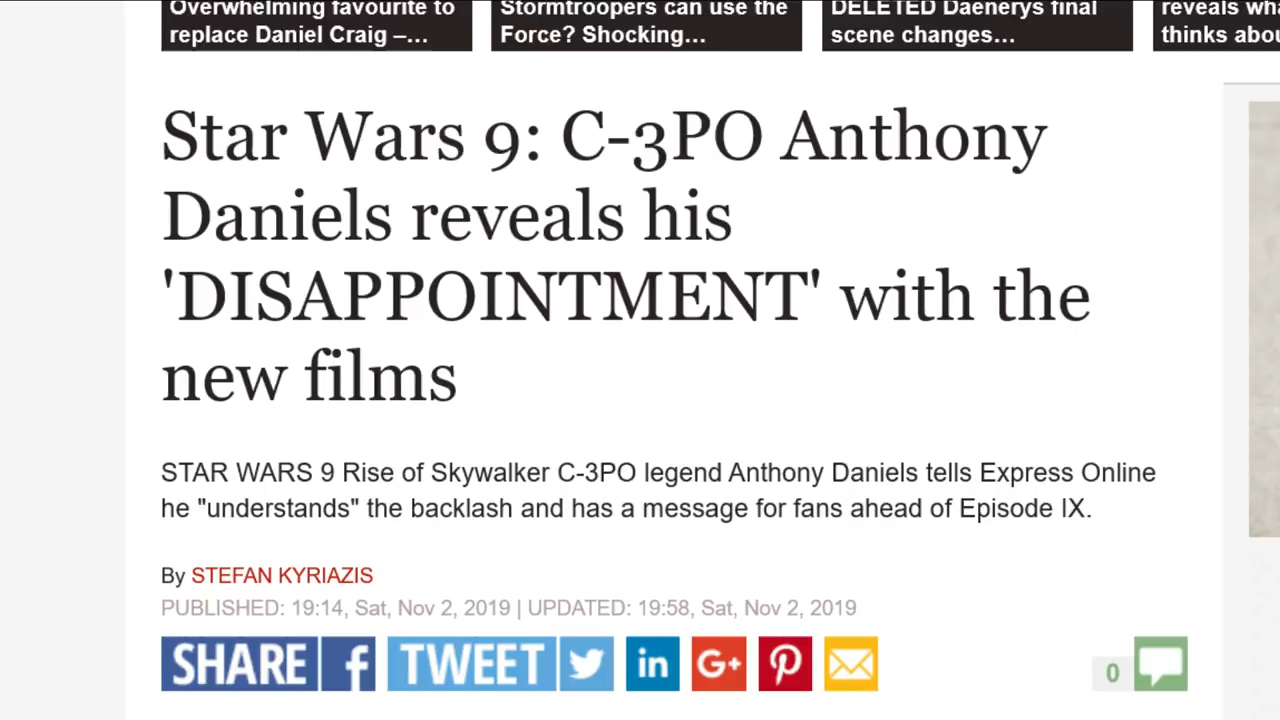 Overwhelming favourite to
replace Daniel Craig –...
Stormtroopers can use the
Force? Shocking...
DELETED Daenerys final
scene changes...
reveals
thinks
Star Wars 9: C-3PO Anthony
Daniels reveals his
'DISAPPOINTMENT' with the
new films
STAR WARS 9 Rise of Skywalker C-3PO legend Anthony Daniels tells Express Online
he "understands" the backlash and has a message for fans ahead of Episode IX.
By STEFAN KYRIAZIS
PUBLISHED: 19:14, Sat, Nov 2, 2019 | UPDATED: 19:58, Sat, Nov 2, 2019
SHARE f TWEET in G+ 0